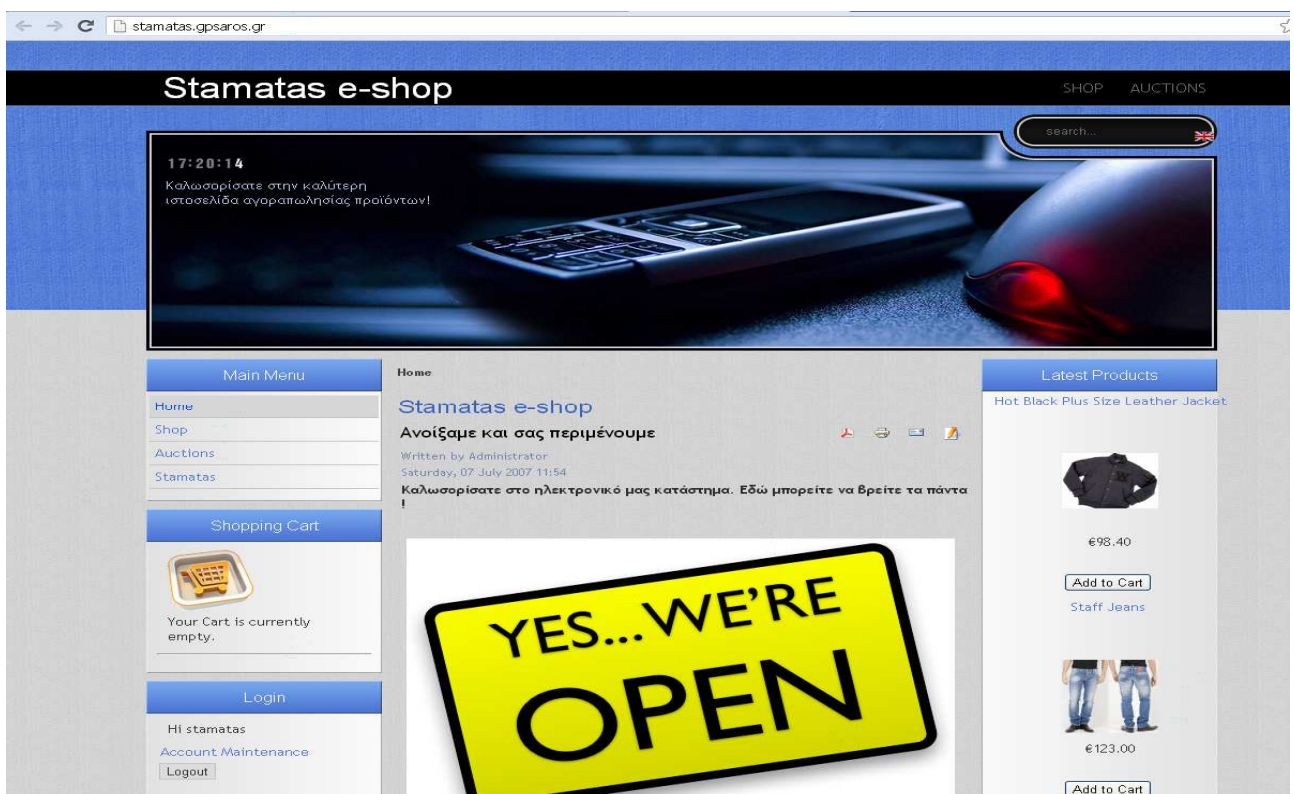 stamatas.gpsaros.gr
Stamatas e-shop
SHOP AUCTIONS
search...
17:20:14
Καλωσορίσατε στην καλύτερη
ιστοσελίδα αγοραπωλησίας προϊόντων!
Main Menu
Home
Shop
Auctions
Stamatas
Shopping Cart
Your Cart is currently
empty.
Login
Hi stamatas
Account Maintenance
Logout
Home
Stamatas e-shop
Ανοίξαμε και σας περιμένουμε
Written by Administrator
Saturday, 07 July 2007 11:54
Καλωσορίσατε στο ηλεκτρονικό μας κατάστημα. Εδώ μπορείτε να βρείτε τα πάντα
!
YES...WE'RE
OPEN
Latest Products
Hot Black Plus Size Leather Jacket
€98.40
Add to Cart
Staff Jeans
€123.00
Add to Cart